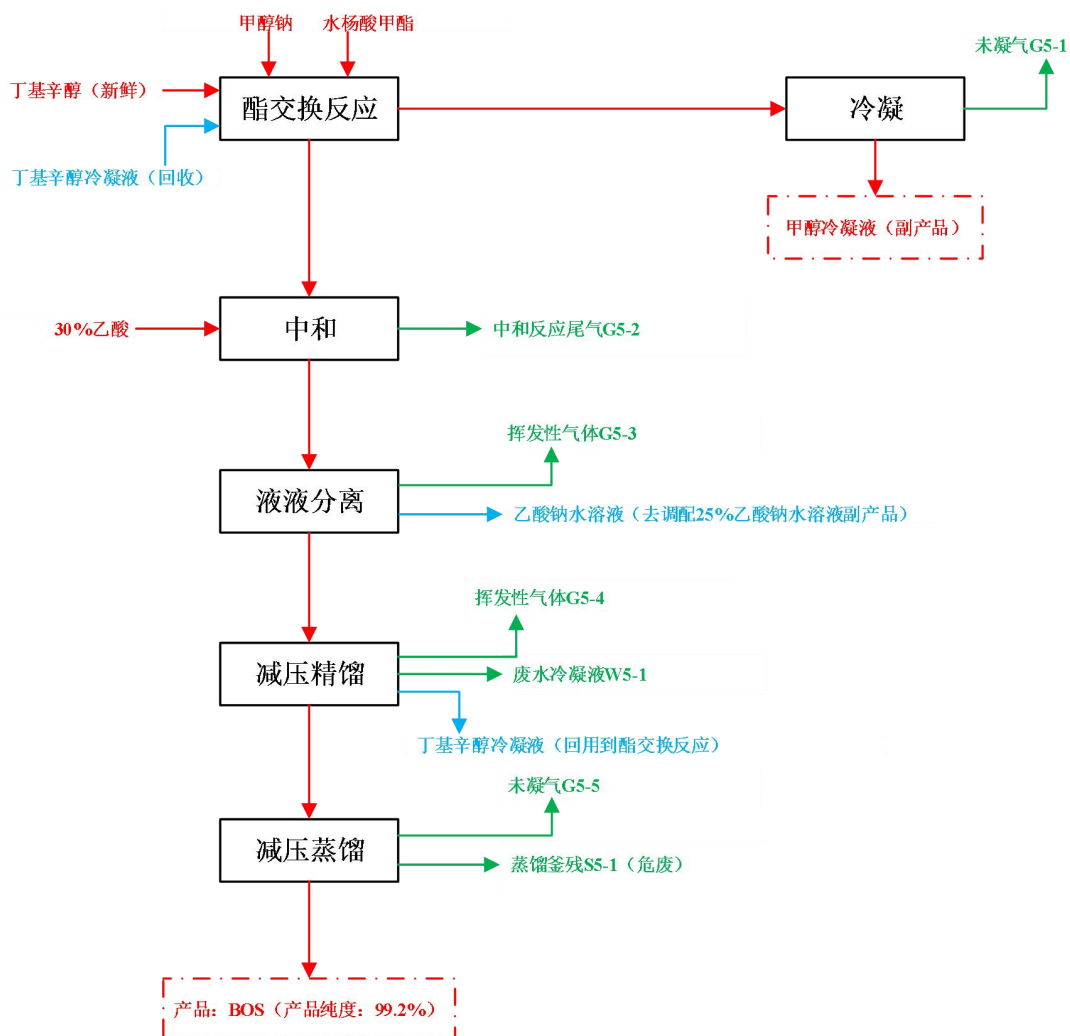 甲醇钠
水杨酸甲酯
未凝气G5-1
丁基辛醇（新鲜）
酯交换反应
冷凝
丁基辛醇冷凝液（回收）
甲醇冷凝液（副产品）
30%乙酸
中和
中和反应尾气G5-2
挥发性气体G5-3
液液分离
乙酸钠水溶液（去调配25%乙酸钠水溶液副产品）
挥发性气体G5-4
减压精馏
废水冷凝液W5-1
丁基辛醇冷凝液（回用到酯交换反应）
未凝气G5-5
减压蒸馏
蒸馏釜残S5-1（危废）
产品：BOS（产品纯度：99.2%）